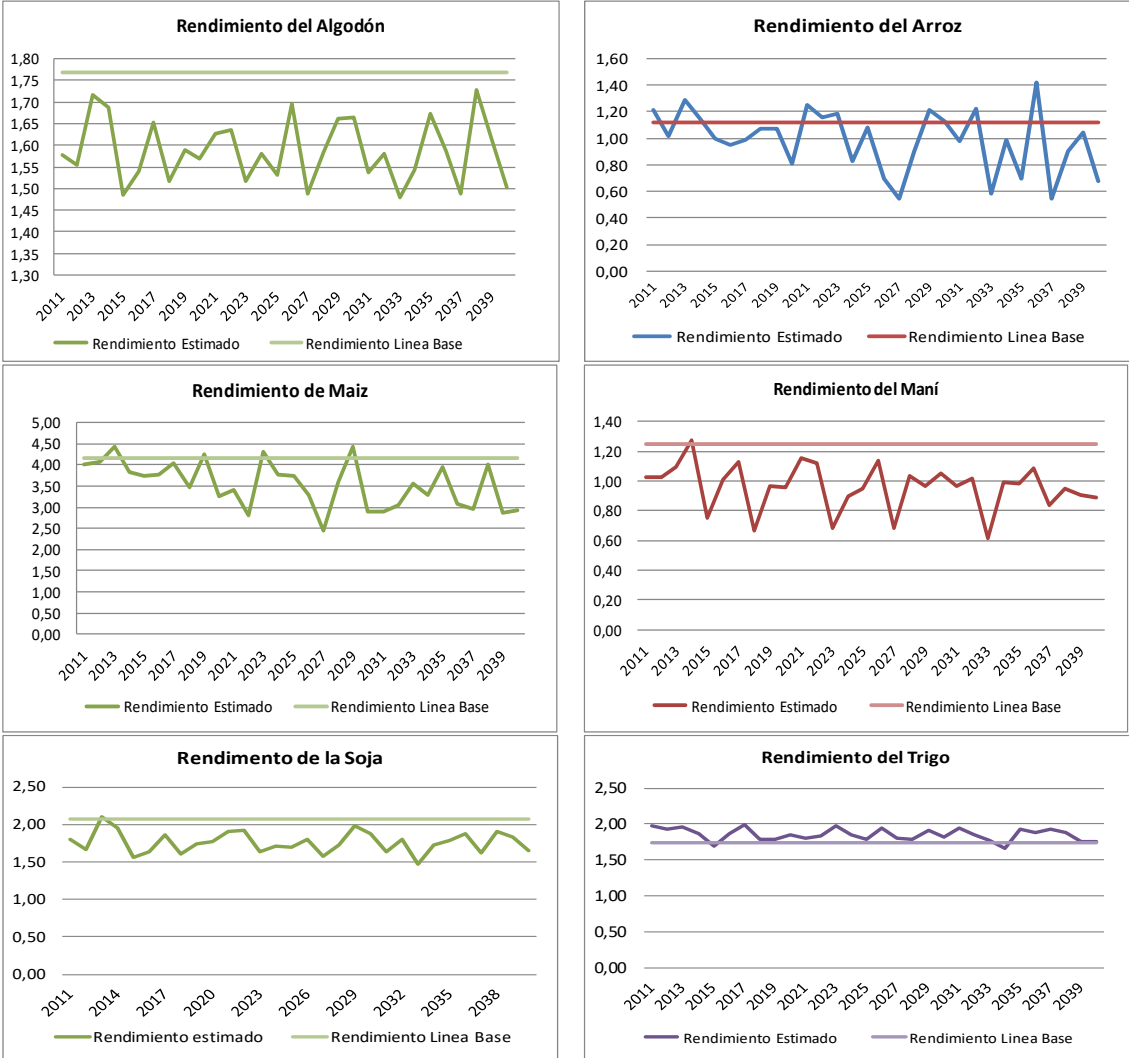 Rendimiento del Algodón
1,80
1,75
1,70
1,65
1,60
1,55
1,50
1,45
1,40
1,35
1,30
2011 2013 2015 2017 2019 2021 2023 2025 2027 2029 2031 2033 2035 2037 2039
Rendimiento Estimado Rendimiento Linea Base
Rendimiento del Arroz
1,60
1,40
1,20
1,00
0,80
0,60
0,40
0,20
0,00
2011 2013 2015 2017 2019 2021 2023 2025 2027 2029 2031 2033 2035 2037 2039
Rendimiento Estimado Rendimiento Linea Base
Rendimiento de Maiz
5,00
4,50
4,00
3,50
3,00
2,50
2,00
1,50
1,00
0,50
0,00
2011 2013 2015 2017 2019 2021 2023 2025 2027 2029 2031 2033 2035 2037 2039
Rendimiento Estimado Rendimiento Linea Base
Rendimiento del Maní
1,40
1,20
1,00
0,80
0,60
0,40
0,20
0,00
2011 2013 2015 2017 2019 2021 2023 2025 2027 2029 2031 2033 2035 2037 2039
Rendimiento Estimado Rendimiento Linea Base
Rendimento de la Soja
2,50
2,00
1,50
1,00
0,50
0,00
2011 2014 2017 2020 2023 2026 2029 2032 2035 2038
Rendimiento estimado Rendimiento Linea Base
Rendimiento del Trigo
2,50
2,00
1,50
1,00
0,50
0,00
2011 2013 2015 2017 2019 2021 2023 2025 2027 2029 2031 2033 2035 2037 2039
Rendimiento Estimado Rendimiento Linea Base